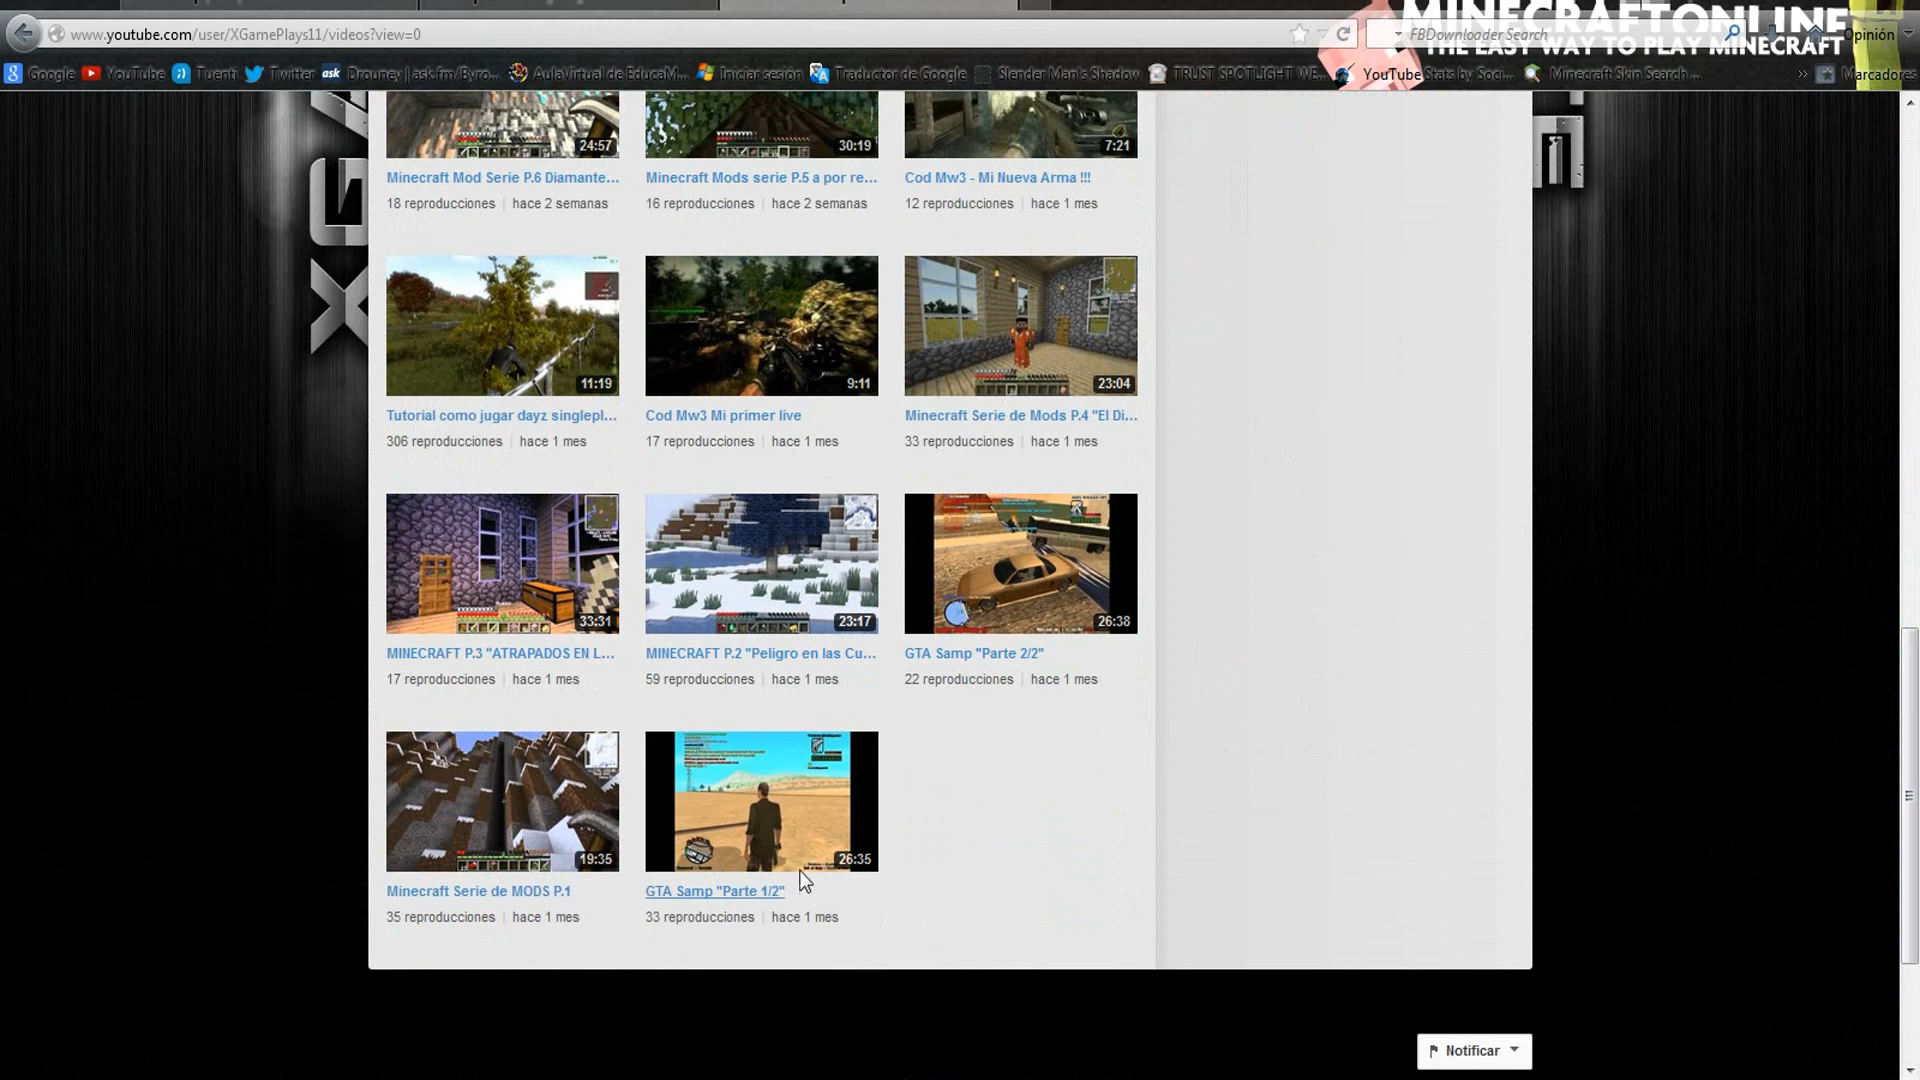 MINECRAFTONLINE
www.youtube.com/user/XGamePlays11/videos?view=0
FBDownloader Search
Opinión
THE EASY WAY TO PLAY MINECRAFT
Google
YouTube
Tuenti
Twitter
ask
Drouney | ask.fm/Byro...
AulaVirtual de EducaM...
Iniciar sesión
Traductor de Google
Slender Man's Shadow
TRUST SPOTLIGHT WE...
YouTube Stats by Soci...
Minecraft Skin Search ...
Marcadores
24:57
30:19
7:21
Minecraft Mod Serie P.6 Diamante...
Minecraft Mods serie P.5 a por re...
Cod Mw3 - Mi Nueva Arma !!!
18 reproducciones | hace 2 semanas
16 reproducciones | hace 2 semanas
12 reproducciones | hace 1 mes
11:19
9:11
23:04
Tutorial como jugar dayz singlepl...
Cod Mw3 Mi primer live
Minecraft Serie de Mods P.4 "El Di...
306 reproducciones | hace 1 mes
17 reproducciones | hace 1 mes
33 reproducciones | hace 1 mes
33:31
23:17
26:38
MINECRAFT P.3 "ATRAPADOS EN L...
MINECRAFT P.2 "Peligro en las Cu...
GTA Samp "Parte 2/2"
17 reproducciones | hace 1 mes
59 reproducciones | hace 1 mes
22 reproducciones | hace 1 mes
19:35
26:35
Minecraft Serie de MODS P.1
GTA Samp "Parte 1/2"
35 reproducciones | hace 1 mes
33 reproducciones | hace 1 mes
Notificar